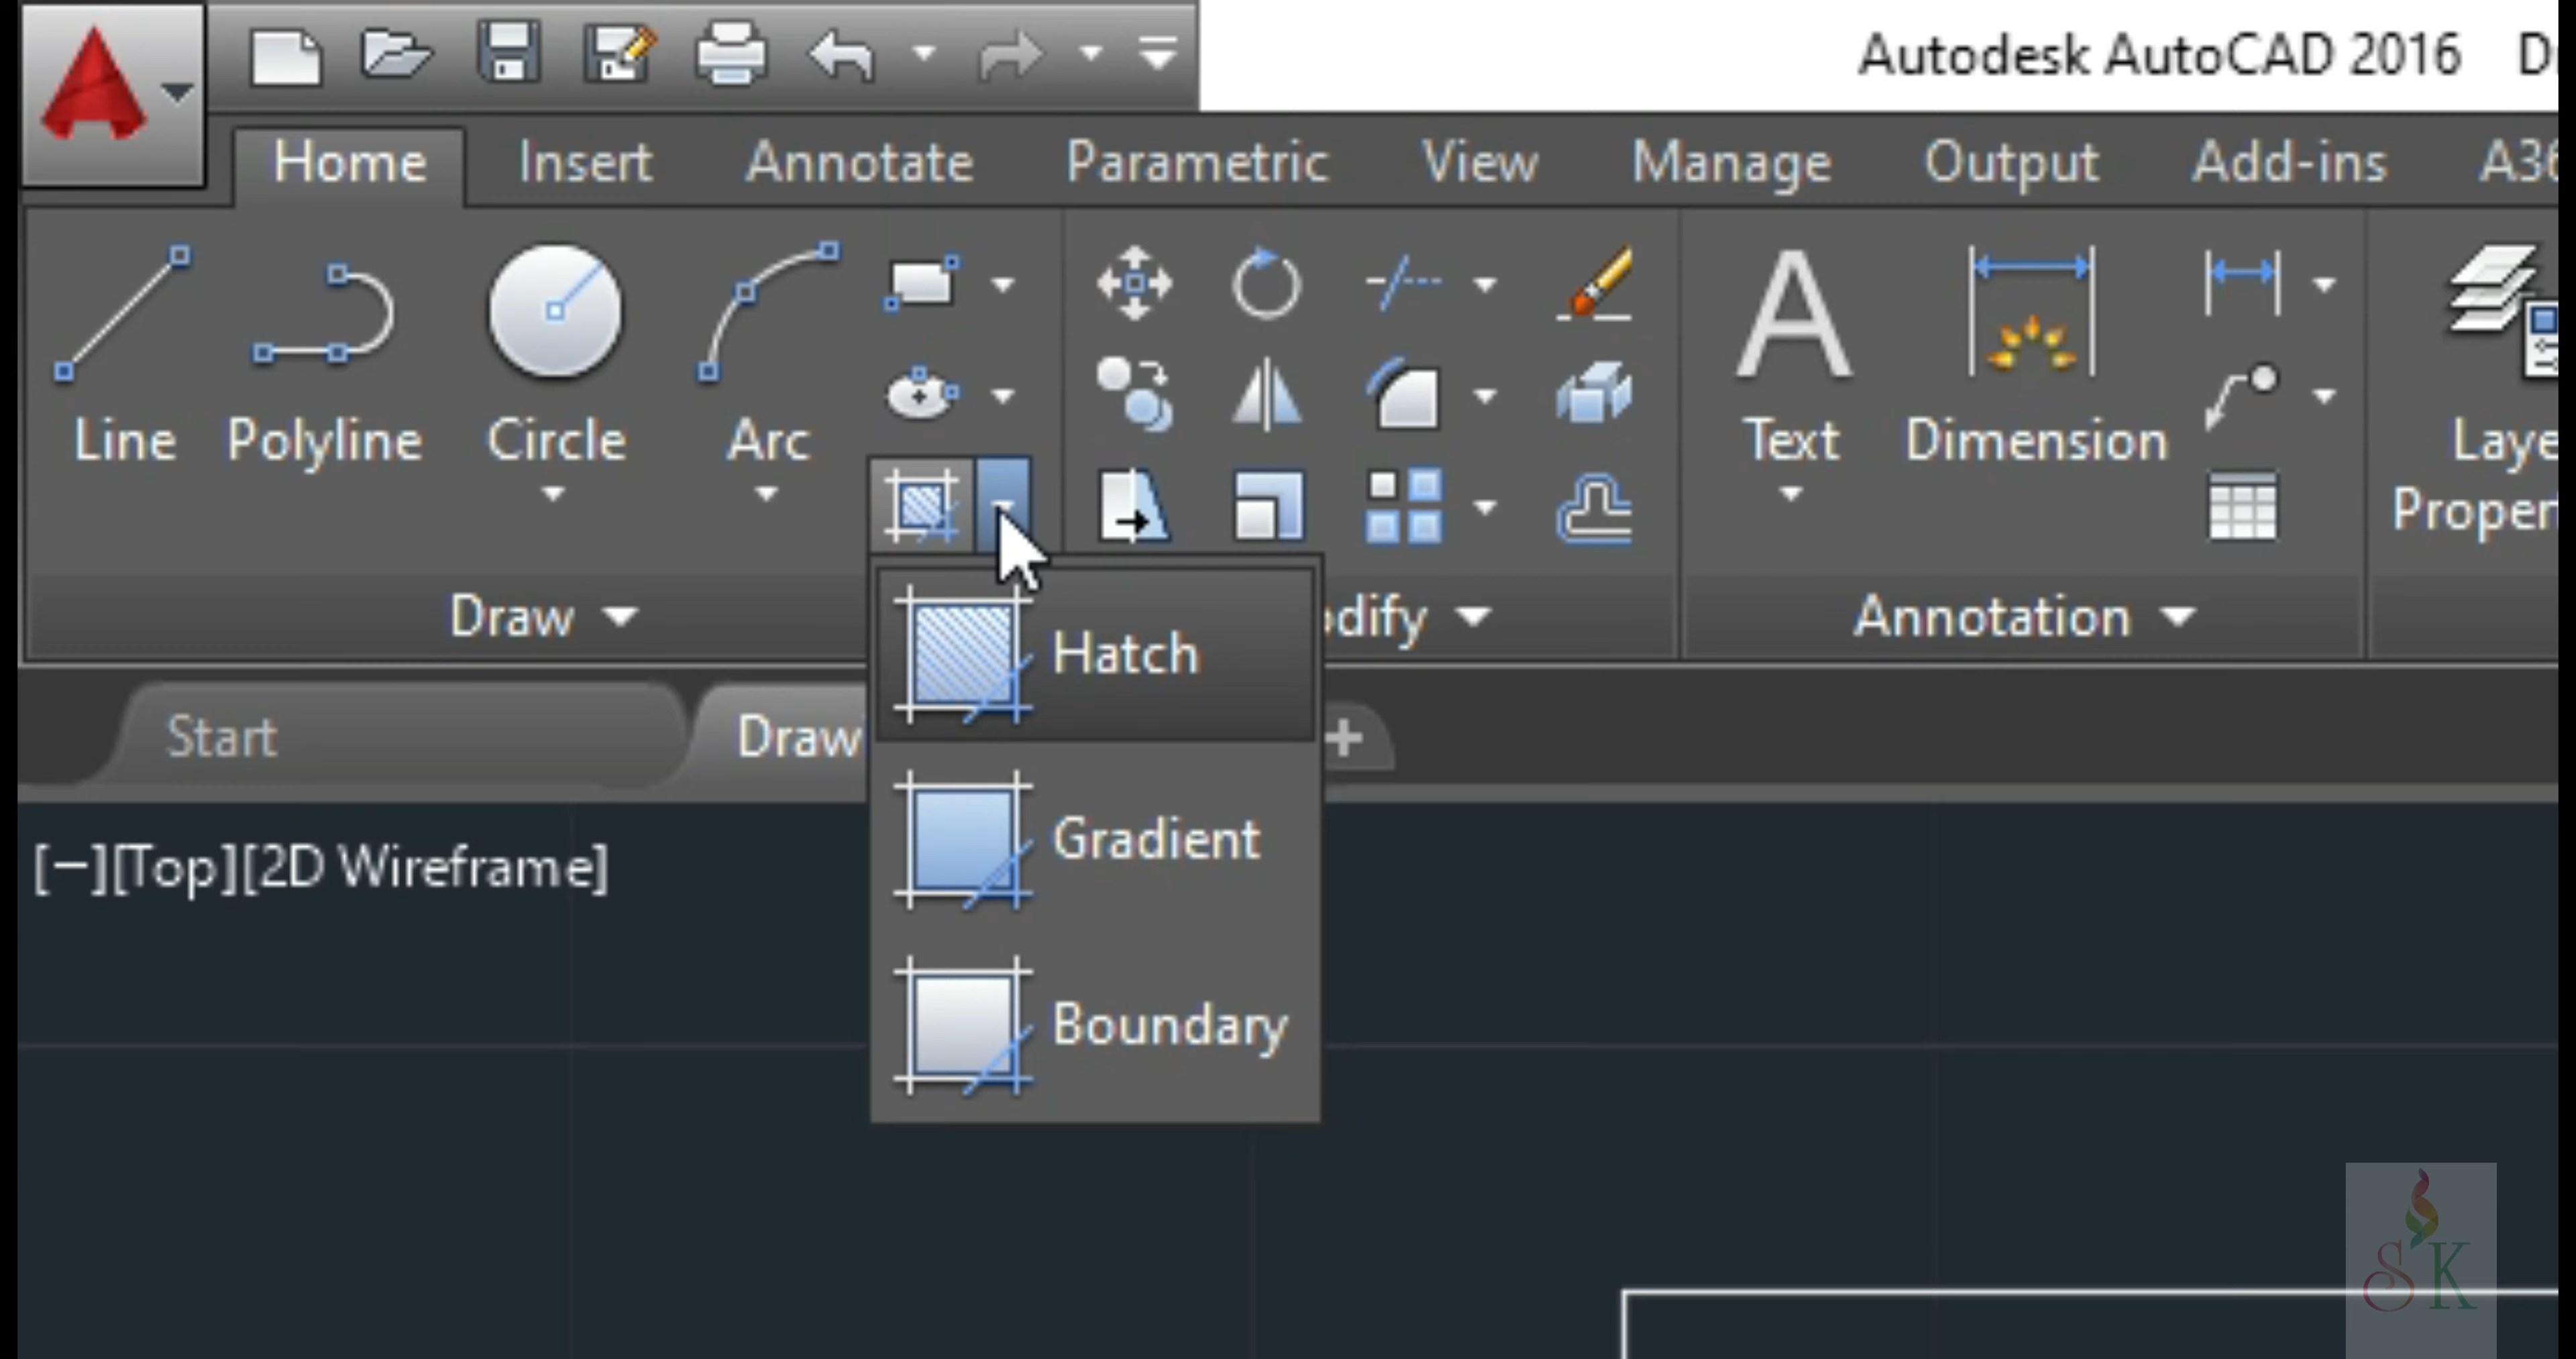 Autodesk AutoCAD 2016
Home Insert Annotate Parametric View Manage Output Add-ins
Line Polyline Circle Arc Text Dimension
Draw Annotation
Hatch
Start
Gradient
[−][Top][2D Wireframe]
Boundary
SK